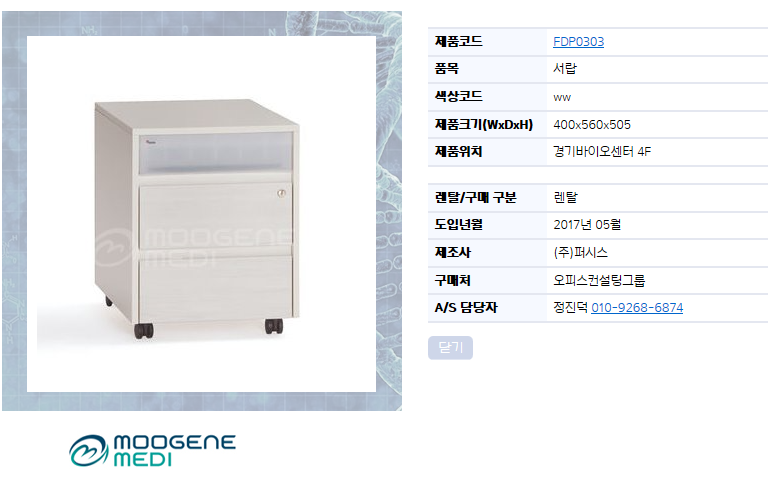 제품코드 FDP0303
품목 서랍
색상코드 ww
제품크기(WxDxH) 400x560x505
제품위치 경기바이오센터 4F
렌탈/구매 구분 렌탈
도입년월 2017년 05월
제조사 (주)퍼시스
구매처 오피스컨설팅그룹
A/S 담당자 정진덕 010-9268-6874
닫기
MOOGENE
MEDI
MOOGENE
MEDI